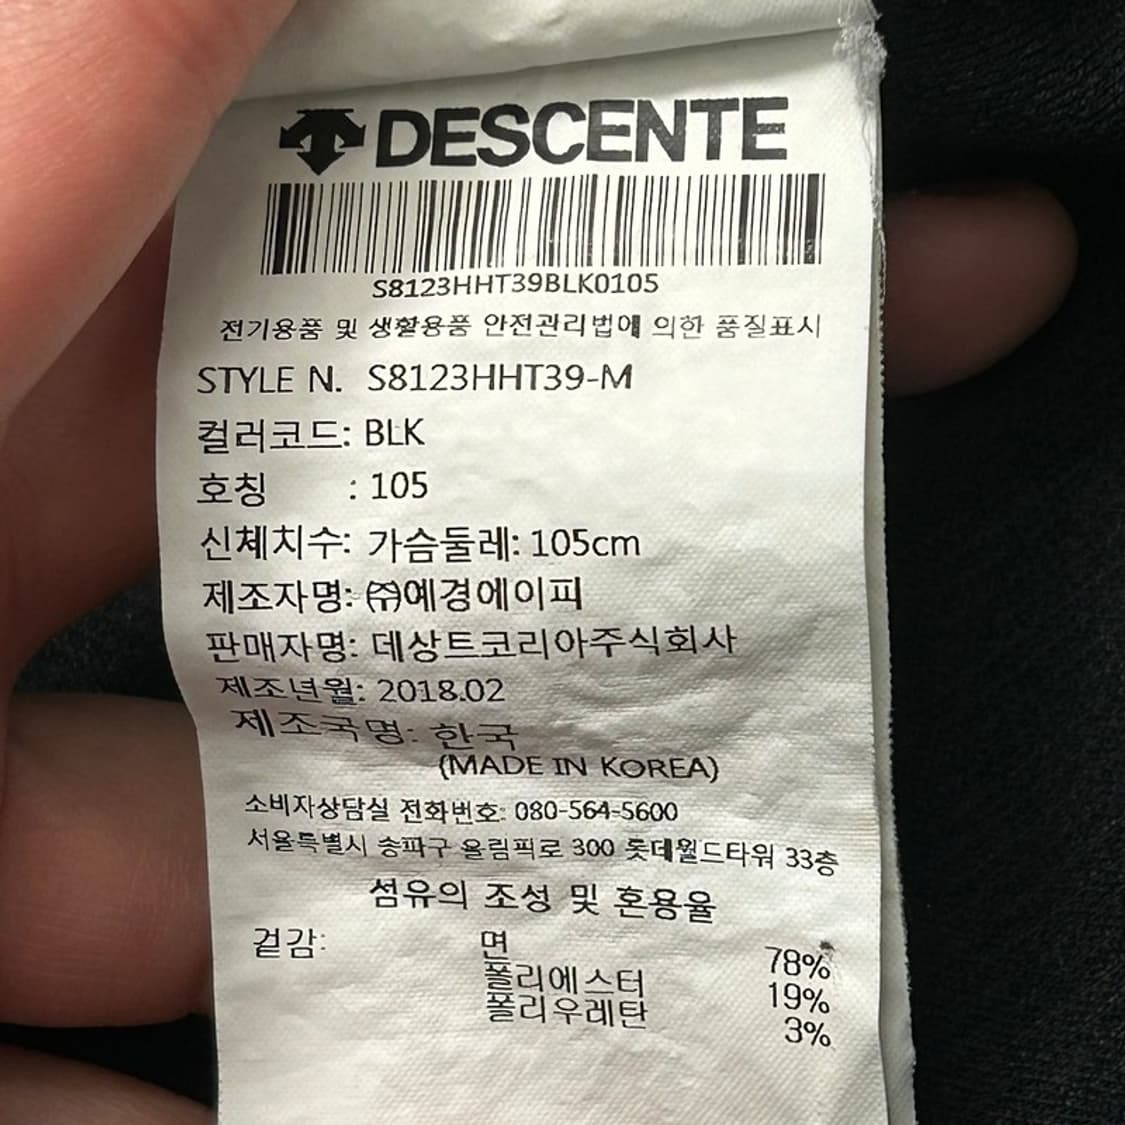 DESCENTE
S8123HHT39BLK0105
전기용품 및 생활용품 안전관리법에 의한 품질표시
STYLE N. S8123HHT39-M
컬러코드: BLK
호칭 : 105
신체치수: 가슴둘레: 105cm
제조자명: ㈜예경에이피
판매자명: 데상트코리아주식회사
제조년월: 2018.02
제조국명: 한국
(MADE IN KOREA)
소비자상담실 전화번호: 080-564-5600
서울특별시 송파구 올림픽로 300 롯데월드타워 33층
섬유의 조성 및 혼용율
겉감: 면 78%
폴리에스터 19%
폴리우레탄 3%